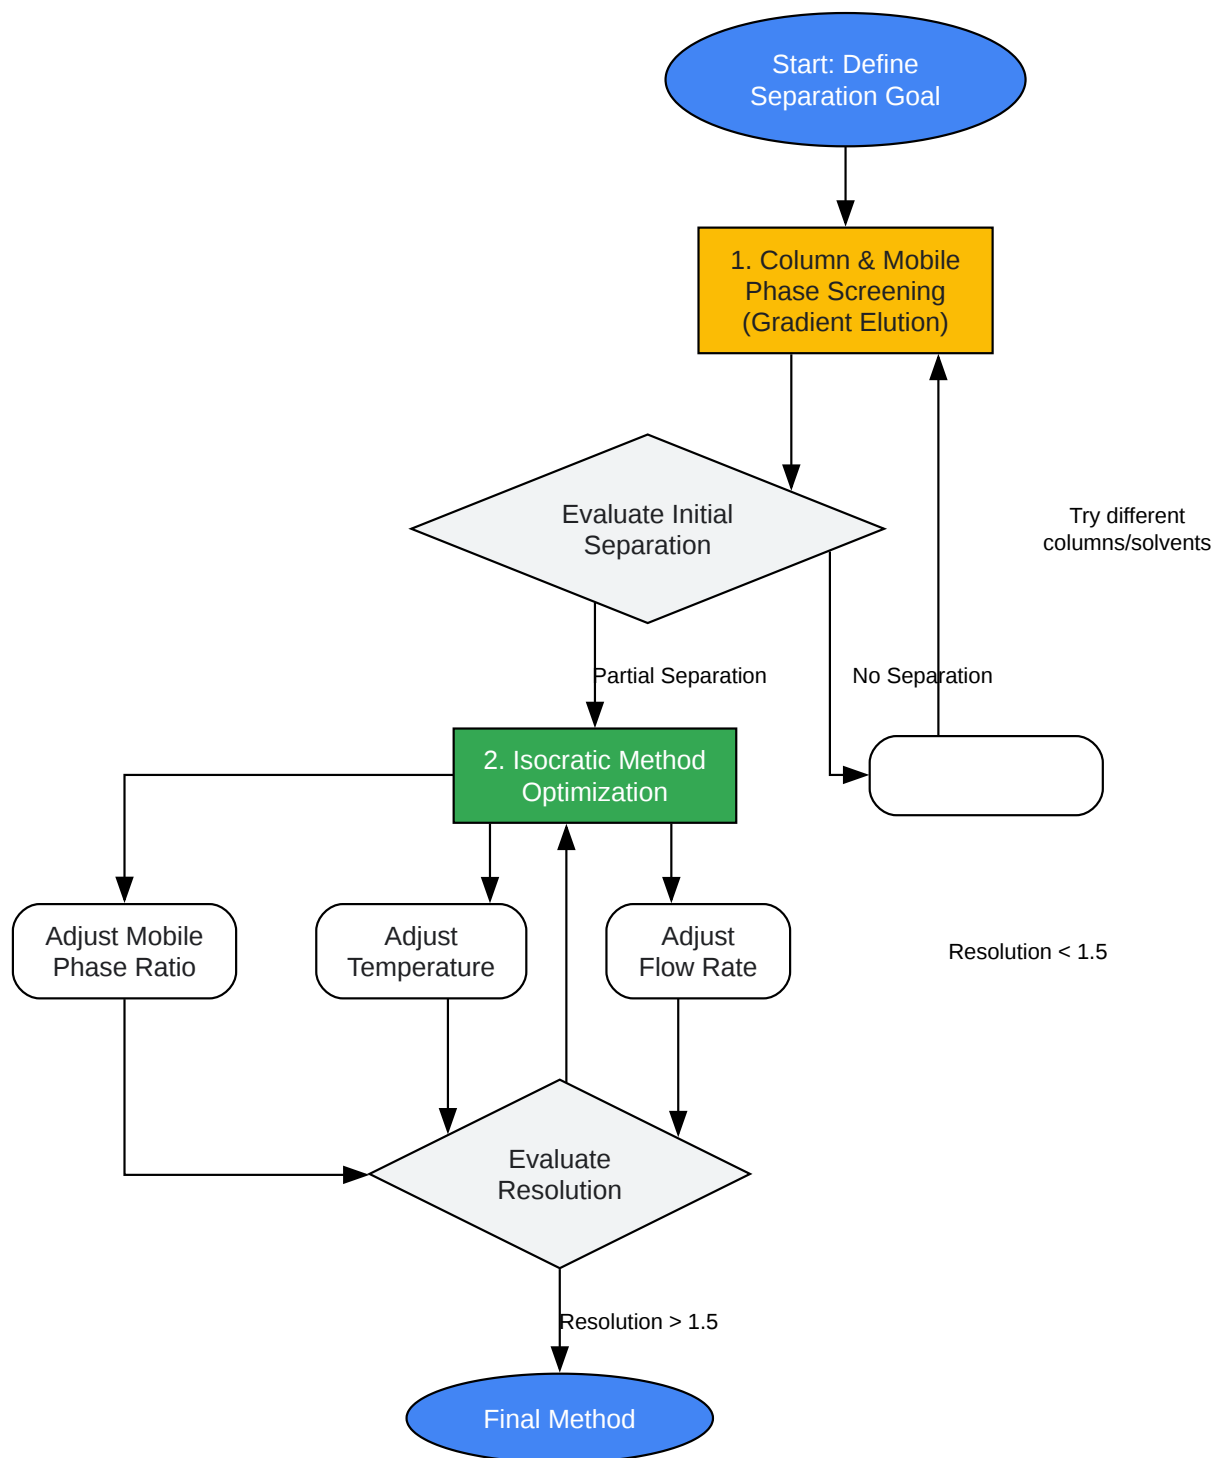 Start: Define
Separation Goal
1. Column & Mobile
Phase Screening
(Gradient Elution)
Evaluate Initial
Separation
Try different
columns/solvents
Partial Separation
No Separation
2. Isocratic Method
Optimization
Adjust Mobile
Phase Ratio
Adjust
Temperature
Adjust
Flow Rate
Resolution < 1.5
Evaluate
Resolution
Resolution > 1.5
Final Method